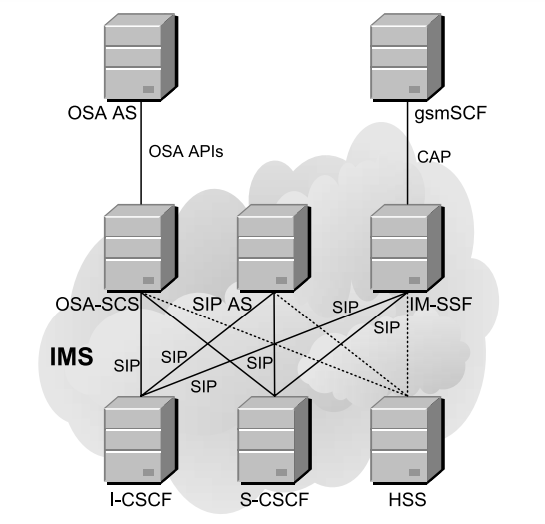 OSA AS
gsmSCF
OSA APIs
CAP
OSA-SCS
SIP AS
SIP
IM-SSF
SIP
IMS
SIP
SIP
SIP
SIP
I-CSCF
S-CSCF
HSS